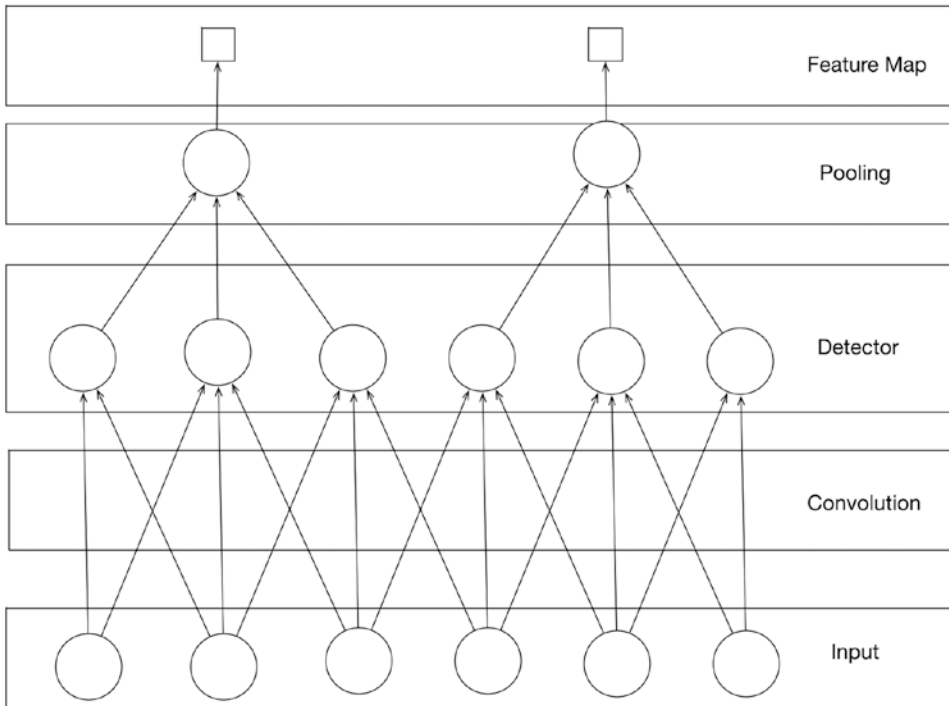 Feature Map
Pooling
Detector
Convolution
Input